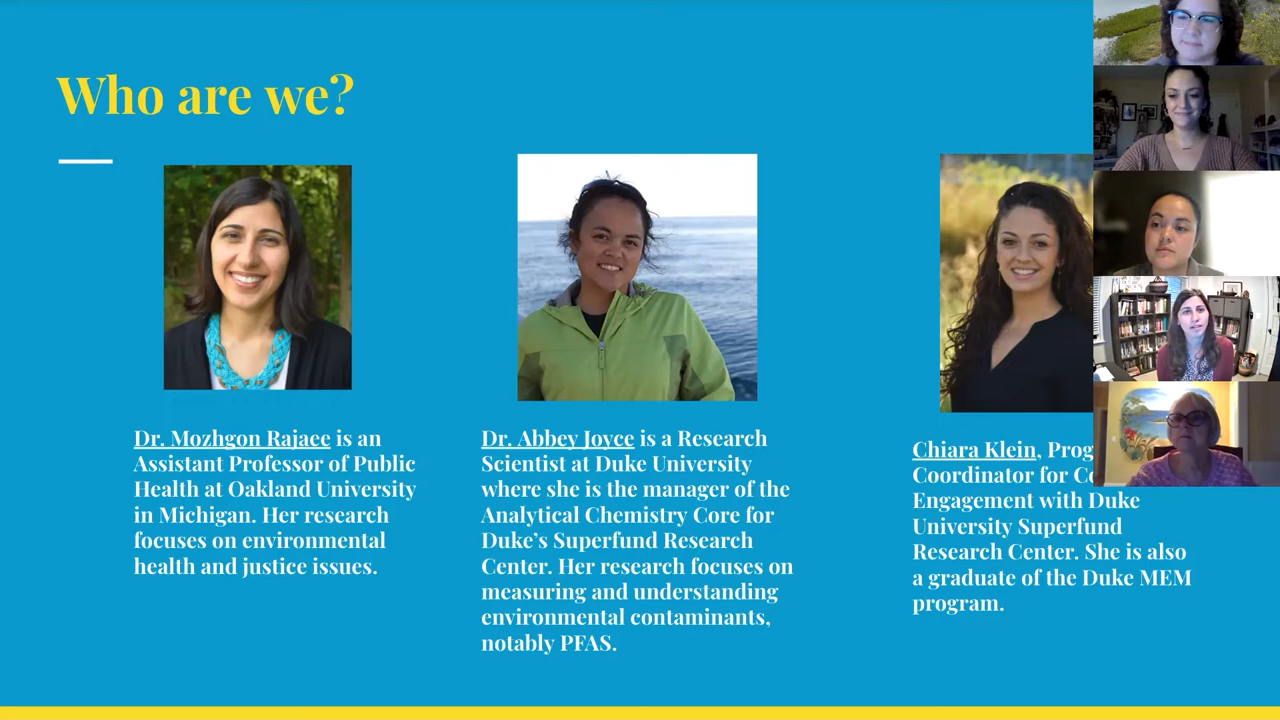 Who are we?
Dr. Mozhgon Rajaee is an
Assistant Professor of Public
Health at Oakland University
in Michigan. Her research
focuses on environmental
health and justice issues.
Dr. Abbey Joyce is a Research
Scientist at Duke University
where she is the manager of the
Analytical Chemistry Core for
Duke’s Superfund Research
Center. Her research focuses on
measuring and understanding
environmental contaminants,
notably PFAS.
Chiara Klein,
Coordinator for
Engagement with Duke
University Superfund
Research Center. She is also
a graduate of the Duke MEM
program.